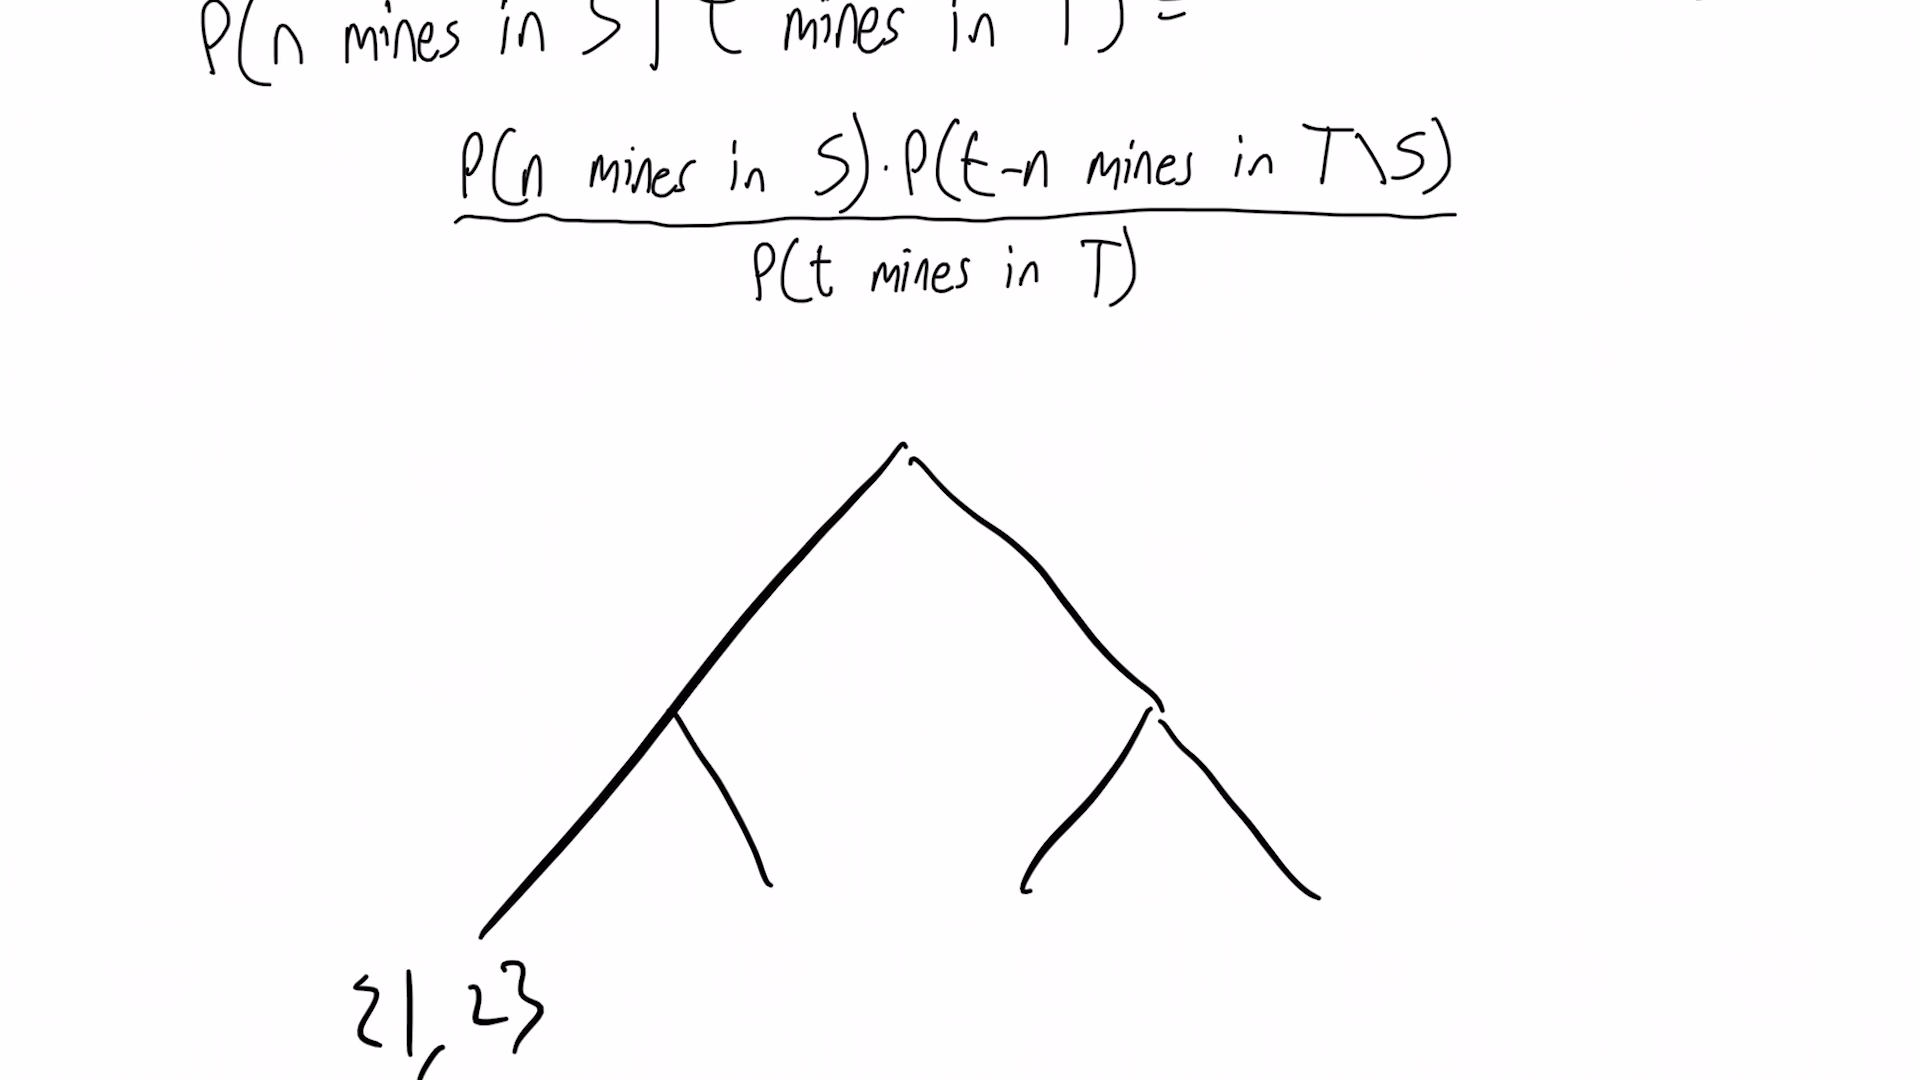 P(n mines in S | t mines in T) =
P(n mines in S)·P(t-n mines in T\S)
P(t mines in T)
{1, 2}